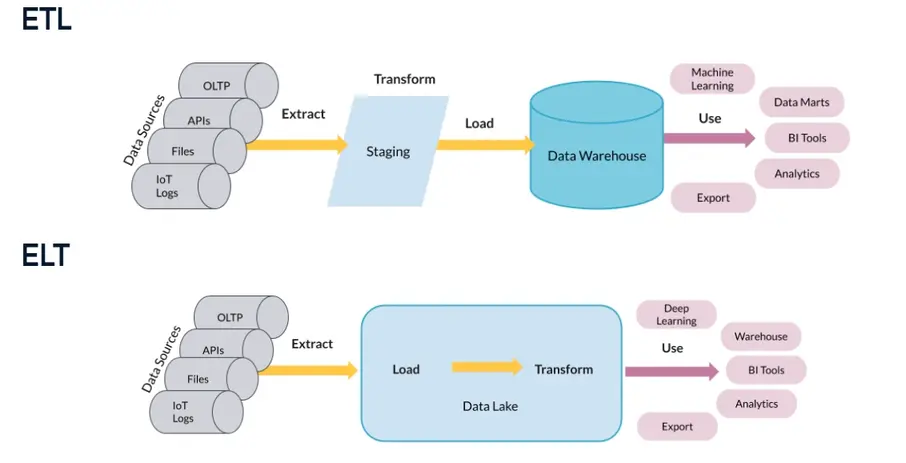 ETL
Data Sources
OLTP
APIs
Files
IoT
Logs
Extract
Transform
Staging
Load
Data Warehouse
Use
Machine
Learning
Data Marts
BI Tools
Analytics
Export
ELT
Data Sources
OLTP
APIs
Files
IoT
Logs
Extract
Load
Transform
Data Lake
Use
Deep
Learning
Warehouse
BI Tools
Analytics
Export